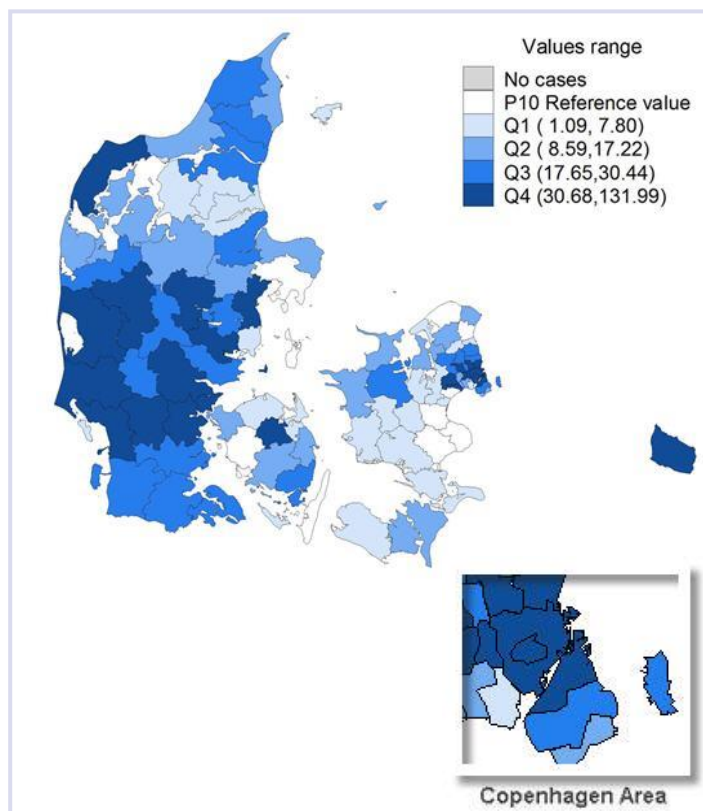 Values range
No cases
P10 Reference value
Q1 ( 1.09, 7.80)
Q2 ( 8.59,17.22)
Q3 (17.65,30.44)
Q4 (30.68,131.99)
Copenhagen Area